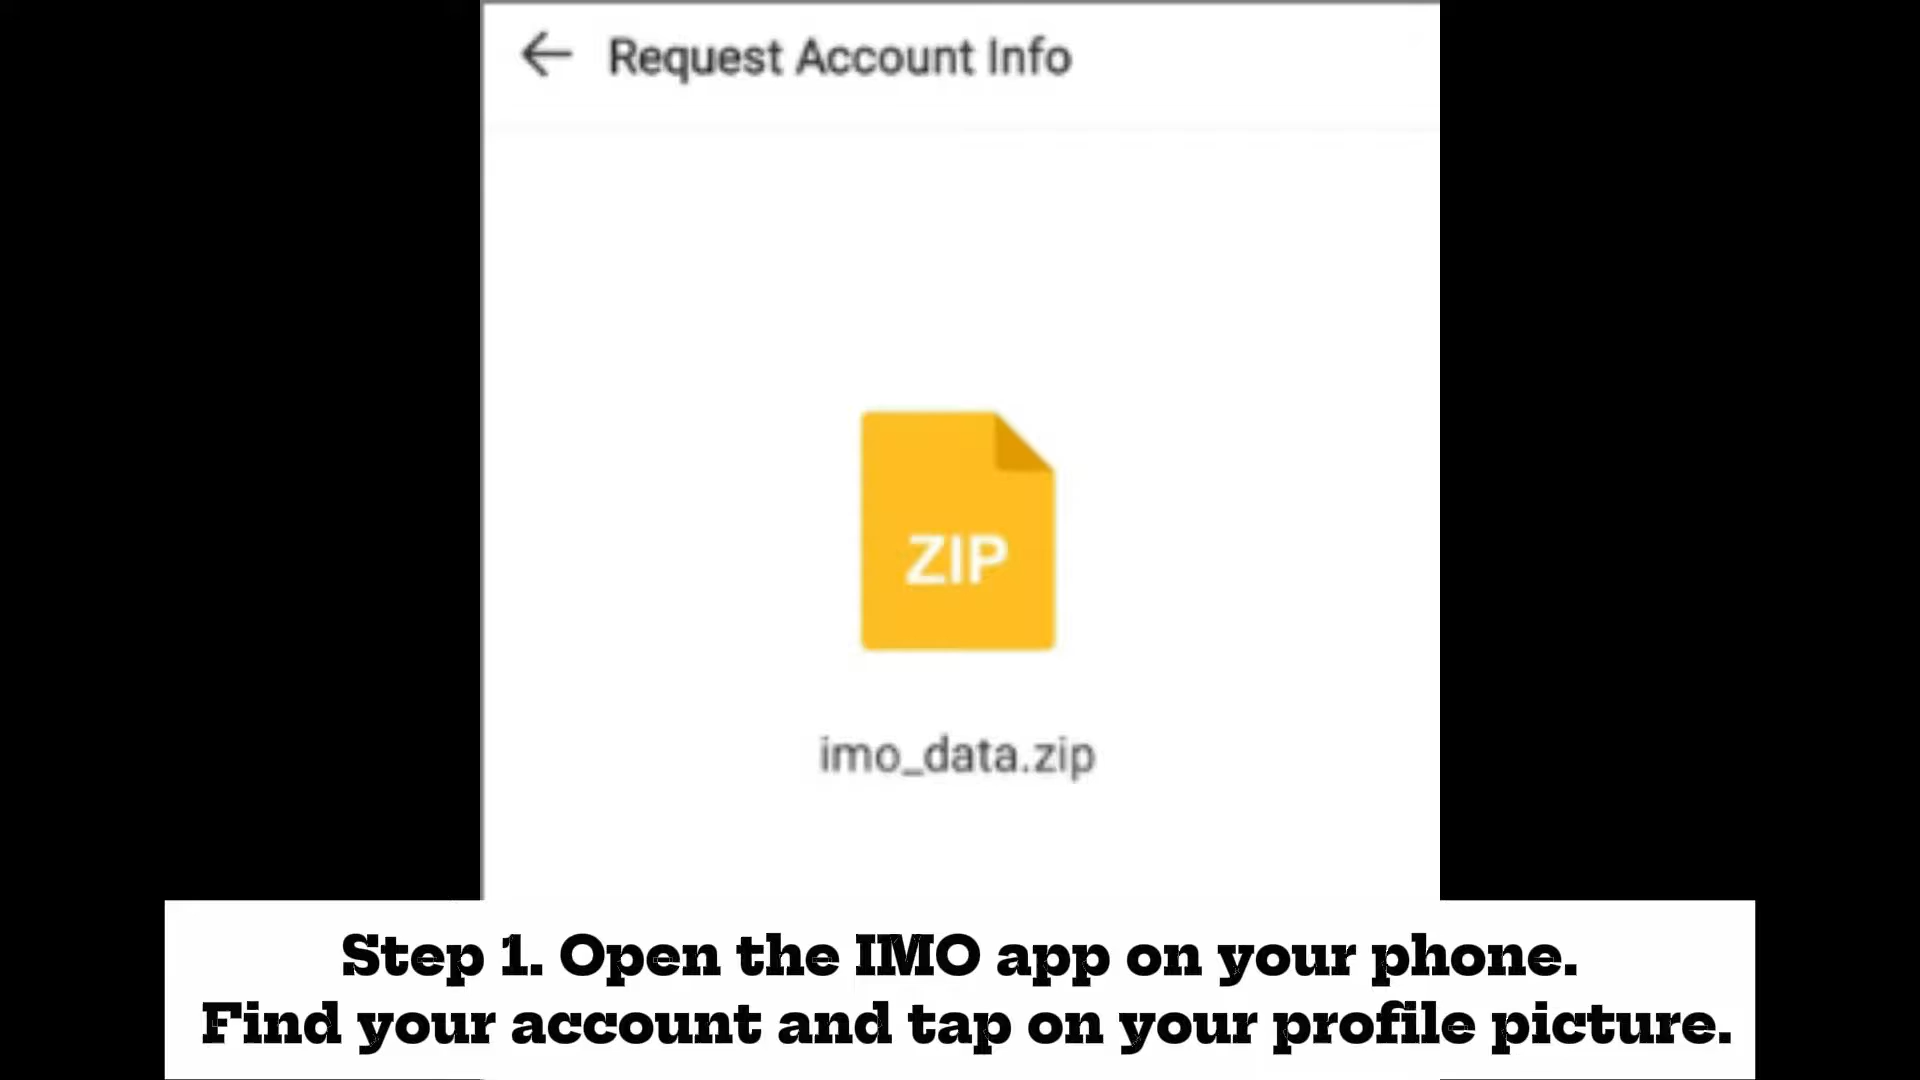 Request Account Info
ZIP
imo_data.zip
Step 1. Open the IMO app on your phone.
Find your account and tap on your profile picture.